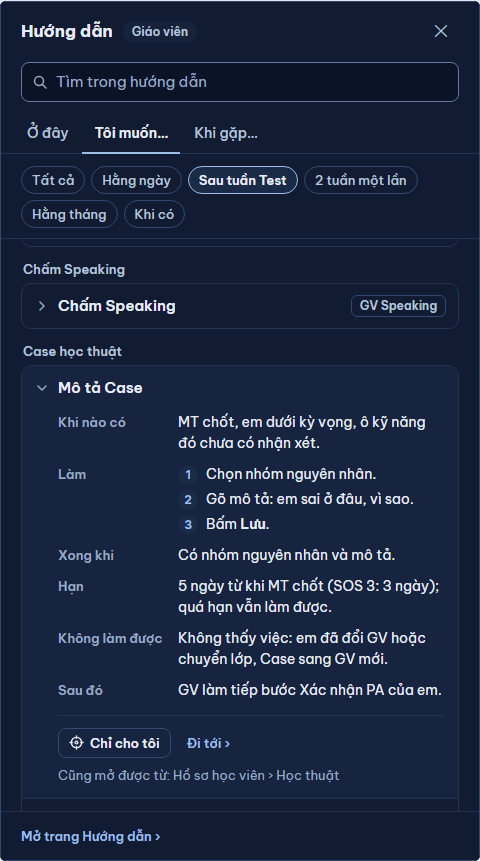 Hướng dẫn Giáo viên
Tìm trong hướng dẫn
Ở đây Tôi muốn... Khi gặp...
Tất cả Hằng ngày Sau tuần Test 2 tuần một lần
Hằng tháng Khi có
Chấm Speaking
Chấm Speaking GV Speaking
Case học thuật
Mô tả Case
Khi nào có MT chốt, em dưới kỳ vọng, ô kỹ năng
đó chưa có nhận xét.
Làm 1 Chọn nhóm nguyên nhân.
2 Gõ mô tả: em sai ở đâu, vì sao.
3 Bấm Lưu.
Xong khi Có nhóm nguyên nhân và mô tả.
Hạn 5 ngày từ khi MT chốt (SOS 3: 3 ngày);
quá hạn vẫn làm được.
Không làm được Không thấy việc: em đã đổi GV hoặc
chuyển lớp, Case sang GV mới.
Sau đó GV làm tiếp bước Xác nhận PA của em.
Chỉ cho tôi Đi tới ›
Cũng mở được từ: Hồ sơ học viên › Học thuật
Mở trang Hướng dẫn ›